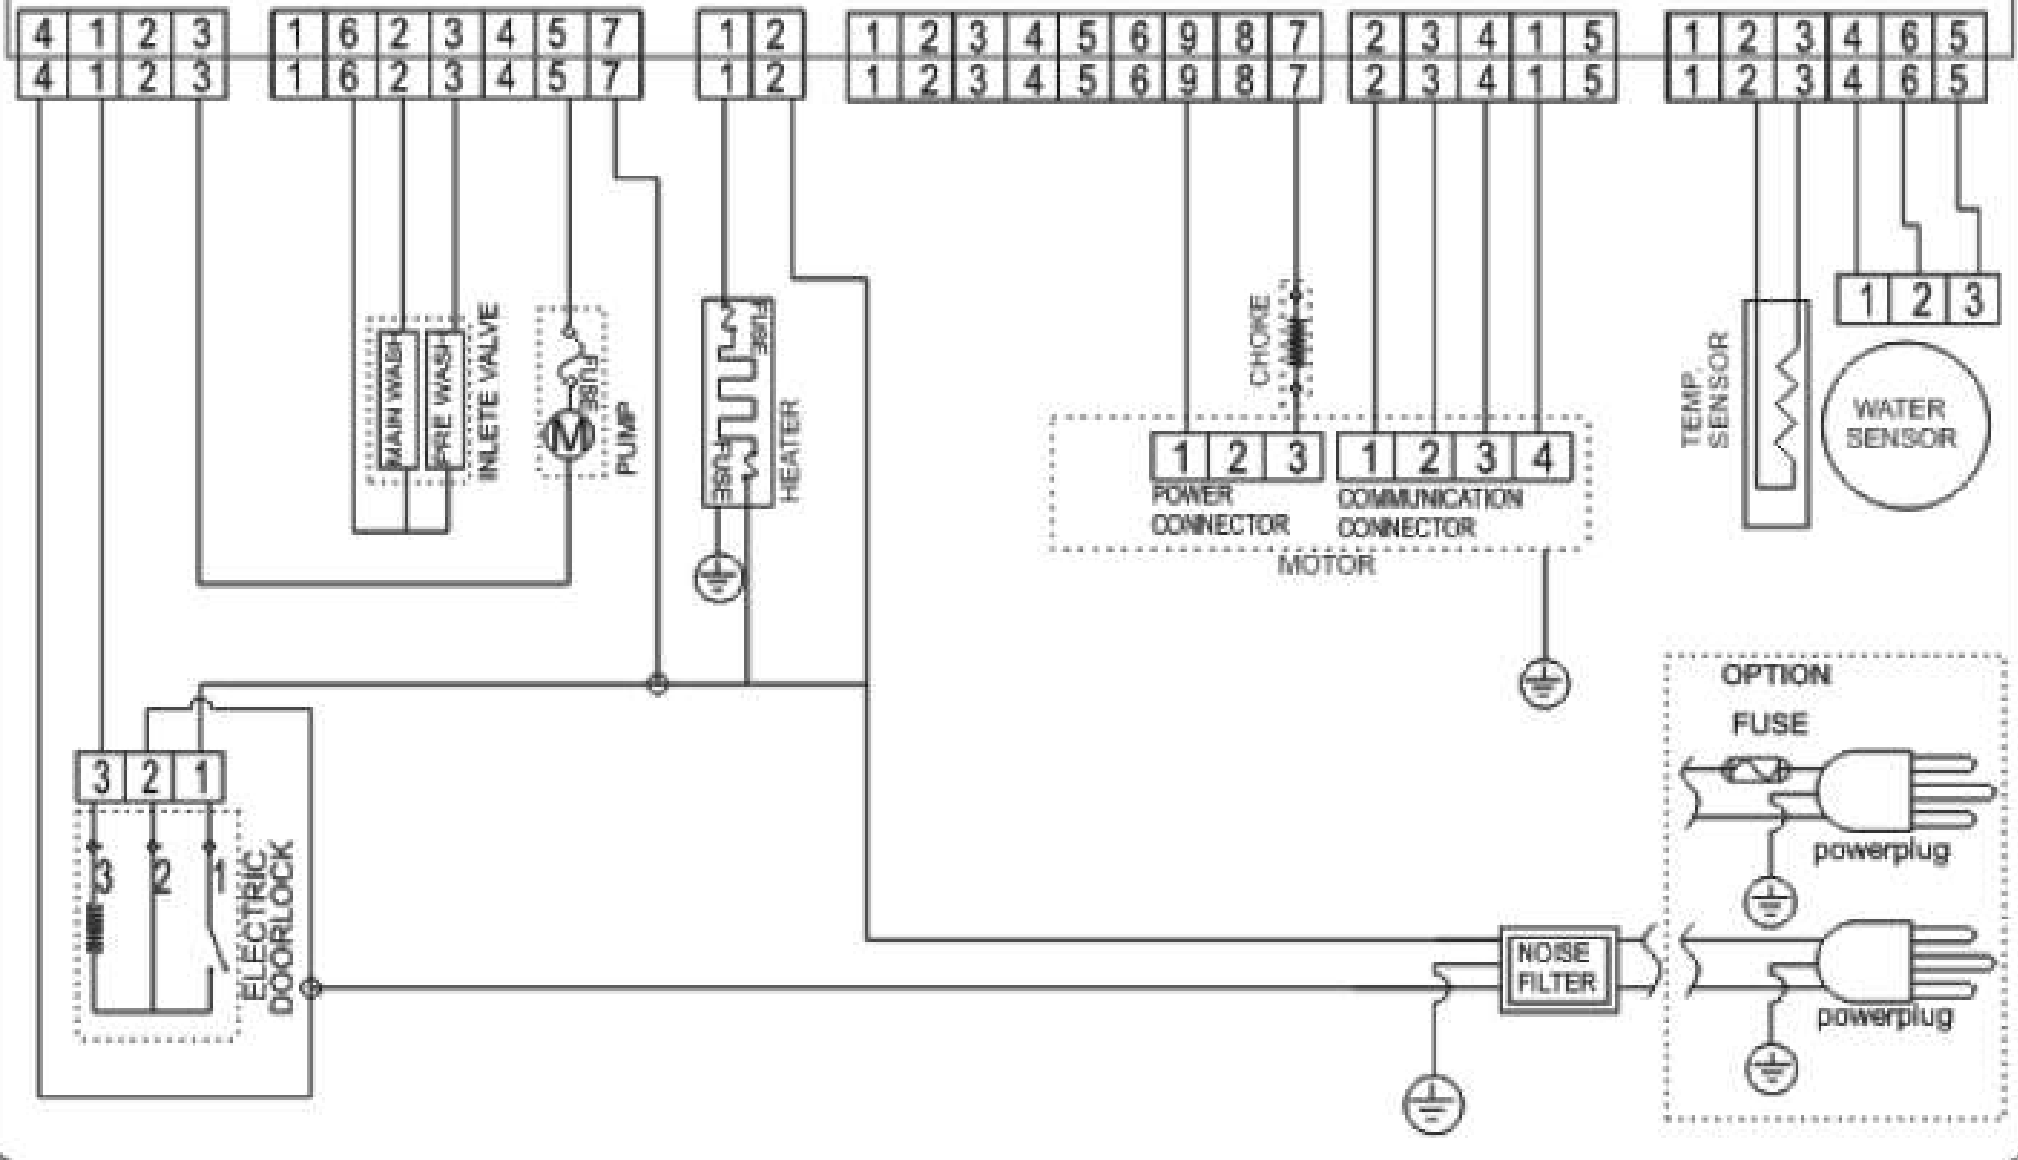 4 1 2 3 1 6 2 3 4 5 7 1 2 1 2 3 4 5 6 9 8 7 2 3 4 1 5 1 2 3 4 6 5
4 1 2 3 1 6 2 3 4 5 7 1 2 1 2 3 4 5 6 9 8 7 2 3 4 1 5 1 2 3 4 6 5
MAIN WASH
PRE WASH
INLETE VALVE
FUSE
M
PUMP
FUSE
FUSE
HEATER
CHOKE
1 2 3
POWER
CONNECTOR
1 2 3 4
COMMUNICATION
CONNECTOR
MOTOR
TEMP.
SENSOR
1 2 3
WATER
SENSOR
3 2 1
3 2 1
ELECTRIC
DOORLOCK
NOISE
FILTER
OPTION
FUSE
powerplug
powerplug